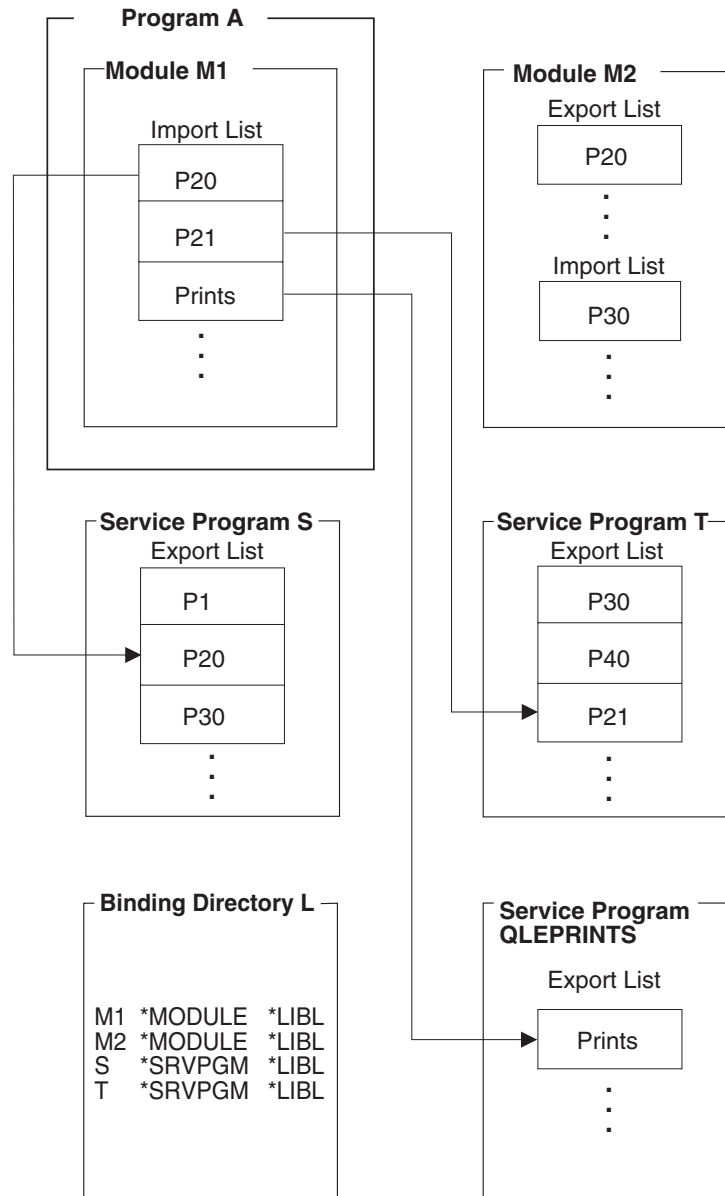 Program A
Module M1
Import List
P20
P21
Prints
Module M2
Export List
P20
Import List
P30
Service Program S
Export List
P1
P20
P30
Service Program T
Export List
P30
P40
P21
Binding Directory L
M1 *MODULE *LIBL
M2 *MODULE *LIBL
S *SRVPGM *LIBL
T *SRVPGM *LIBL
Service Program
QLEPRINTS
Export List
Prints